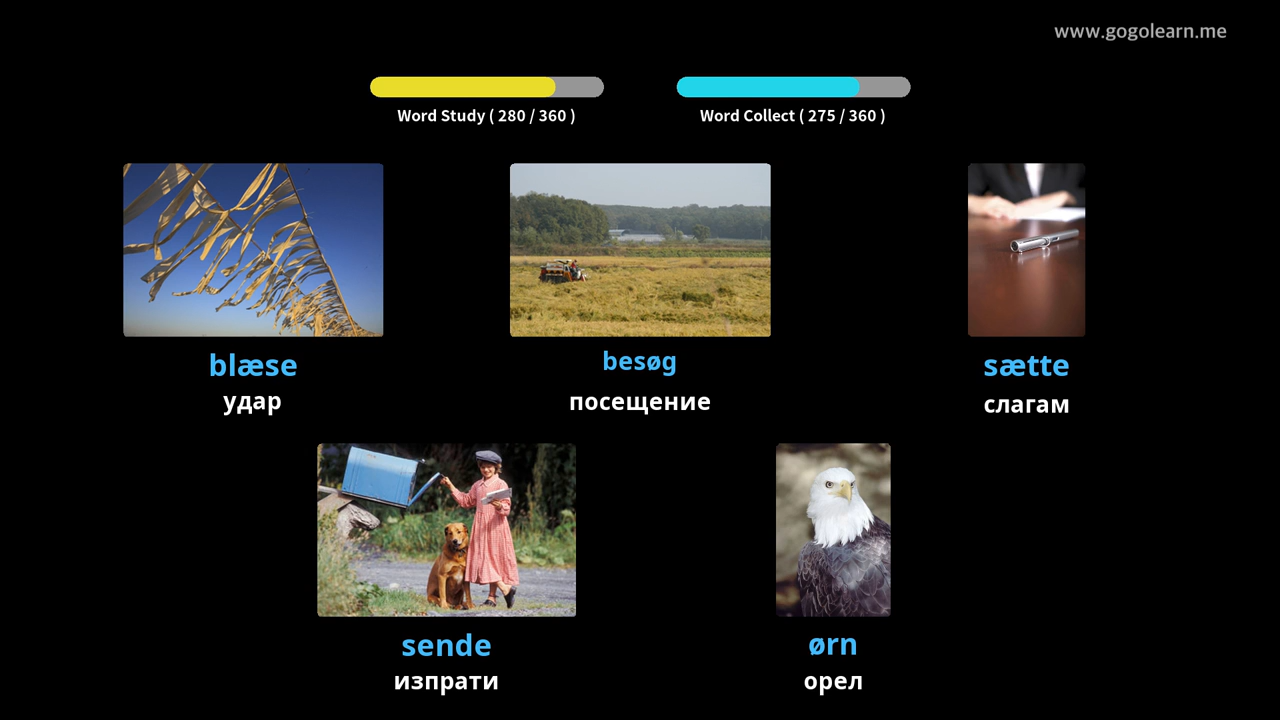 www.gogolearn.me
Word Study ( 280 / 360 )
Word Collect ( 275 / 360 )
blæse
удар
besøg
посещение
sætte
слагам
sende
изпрати
ørn
орел